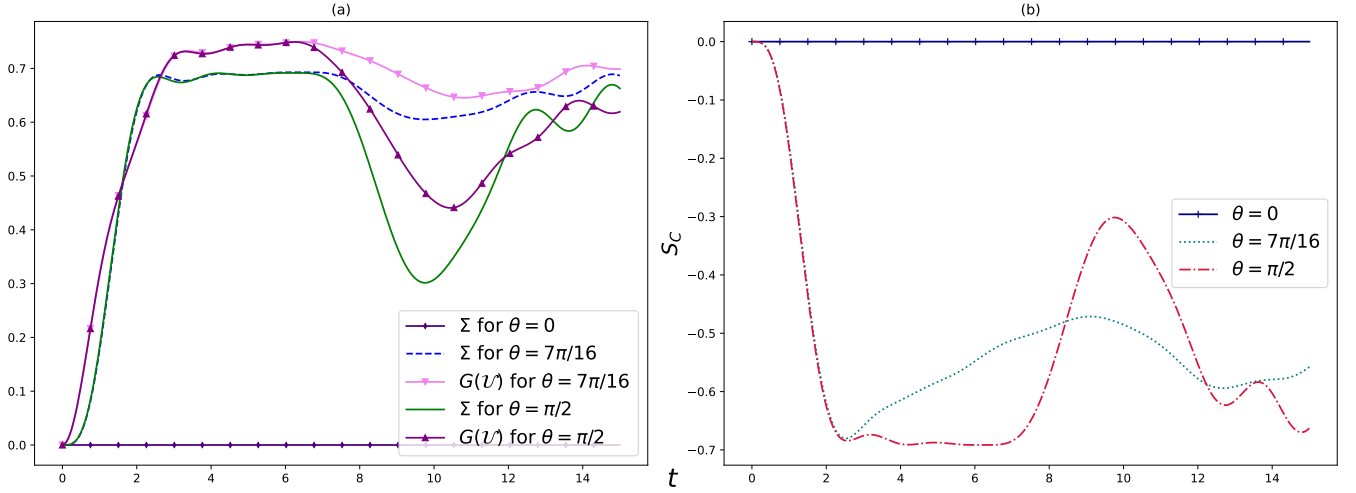 (a)
0.7
0.6
0.5
0.4
0.3
0.2
0.1
0.0
0 2 4 6 8 10 12 14
Σ for θ = 0
Σ for θ = 7π/16
G(𝒰) for θ = 7π/16
Σ for θ = π/2
G(𝒰) for θ = π/2
t
(b)
S_C
0.0
−0.1
−0.2
−0.3
−0.4
−0.5
−0.6
−0.7
0 2 4 6 8 10 12 14
θ = 0
θ = 7π/16
θ = π/2